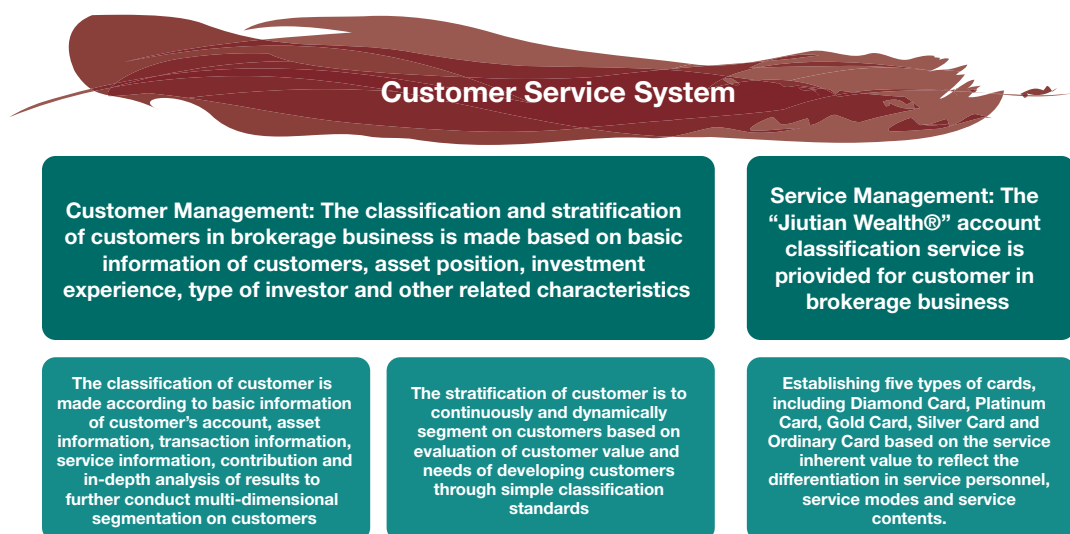 Customer Service System
Customer Management: The classification and stratification
of customers in brokerage business is made based on basic
information of customers, asset position, investment
experience, type of investor and other related characteristics
Service Management: The
“Jiutian Wealth®” account
classification service is
priovided for customer in
brokerage business
The classification of customer is
made according to basic information
of customer’s account, asset
information, transaction information,
service information, contribution and
in-depth analysis of results to
further conduct multi-dimensional
segmentation on customers
The stratification of customer is to
continuously and dynamically
segment on customers based on
evaluation of customer value and
needs of developing customers
through simple classification
standards
Establishing five types of cards,
including Diamond Card, Platinum
Card, Gold Card, Silver Card and
Ordinary Card based on the service
inherent value to reflect the
differentiation in service personnel,
service modes and service
contents.